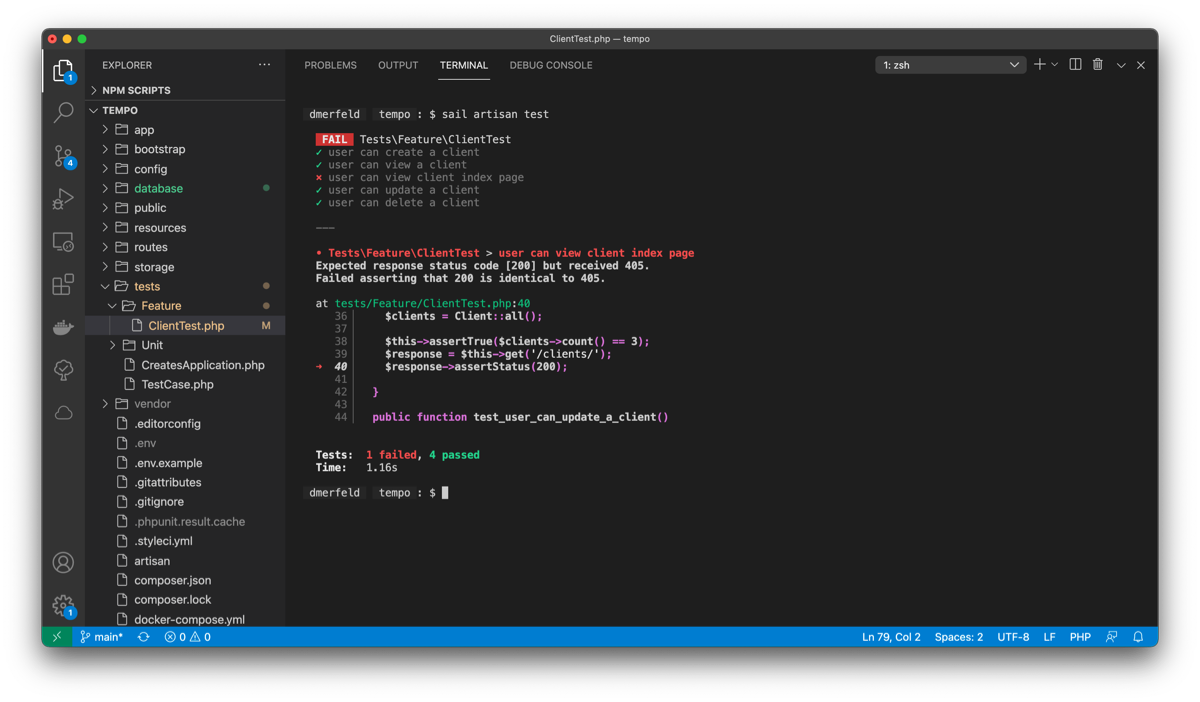 ClientTest.php — tempo
EXPLORER
PROBLEMS OUTPUT TERMINAL DEBUG CONSOLE
1: zsh
1
NPM SCRIPTS
TEMPO
app
bootstrap
4
config
database
public
resources
routes
storage
tests
Feature
ClientTest.php M
Unit
CreatesApplication.php
TestCase.php
vendor
.editorconfig
.env
.env.example
.gitattributes
.gitignore
.phpunit.result.cache
.styleci.yml
artisan
composer.json
composer.lock
1
docker-compose.yml
dmerfeld tempo : $ sail artisan test
FAIL Tests\Feature\ClientTest
✓ user can create a client
✓ user can view a client
✕ user can view client index page
✓ user can update a client
✓ user can delete a client
———
• Tests\Feature\ClientTest > user can view client index page
Expected response status code [200] but received 405.
Failed asserting that 200 is identical to 405.
at tests/Feature/ClientTest.php:40
36 $clients = Client::all();
37
38 $this->assertTrue($clients->count() == 3);
39 $response = $this->get('/clients/');
➜ 40 $response->assertStatus(200);
41
42 }
43
44 public function test_user_can_update_a_client()
Tests: 1 failed, 4 passed
Time: 1.16s
dmerfeld tempo : $
main* 0 0 Ln 79, Col 2 Spaces: 2 UTF-8 LF PHP